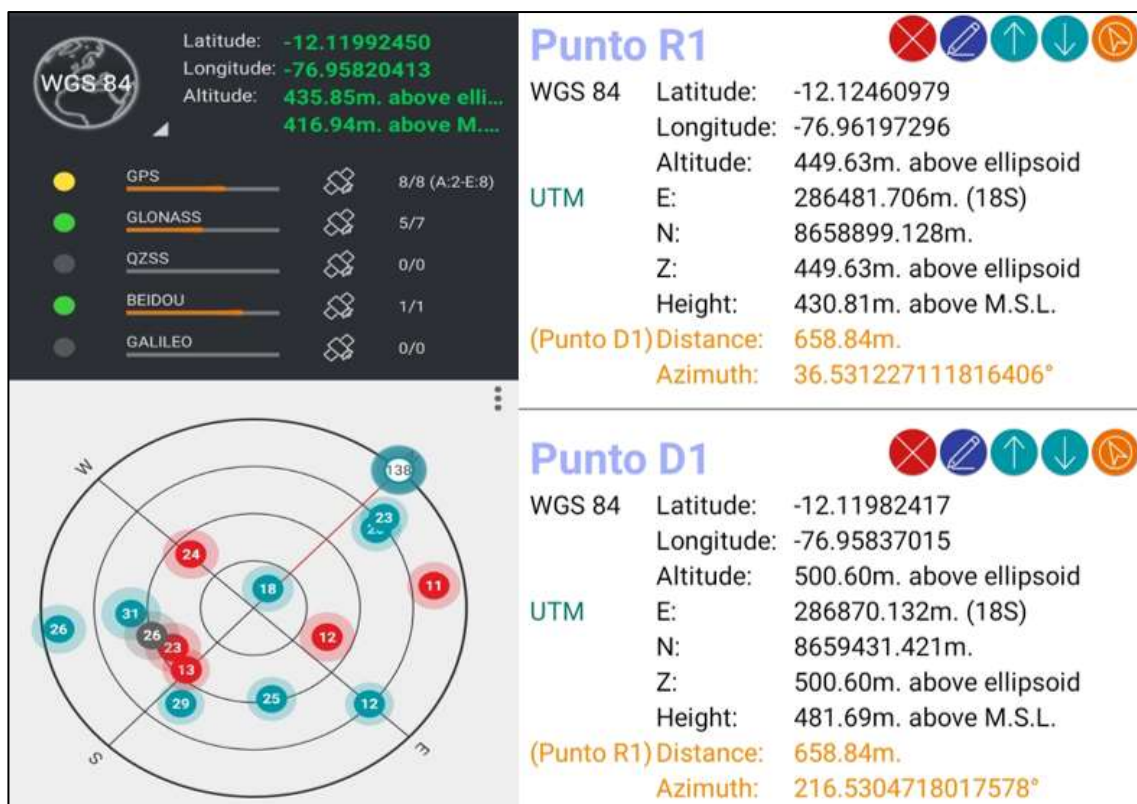 WGS 84
Latitude: -12.11992450
Longitude: -76.95820413
Altitude: 435.85m. above elli...
416.94m. above M....
GPS 8/8 (A:2-E:8)
GLONASS 5/7
QZSS 0/0
BEIDOU 1/1
GALILEO 0/0
W
138
23
24
18
11
31
26
26
23
12
13
29
25
12
S
E
Punto R1
WGS 84 Latitude: -12.12460979
Longitude: -76.96197296
Altitude: 449.63m. above ellipsoid
UTM E: 286481.706m. (18S)
N: 8658899.128m.
Z: 449.63m. above ellipsoid
Height: 430.81m. above M.S.L.
(Punto D1) Distance: 658.84m.
Azimuth: 36.531227111816406°
Punto D1
WGS 84 Latitude: -12.11982417
Longitude: -76.95837015
Altitude: 500.60m. above ellipsoid
UTM E: 286870.132m. (18S)
N: 8659431.421m.
Z: 500.60m. above ellipsoid
Height: 481.69m. above M.S.L.
(Punto R1) Distance: 658.84m.
Azimuth: 216.5304718017578°